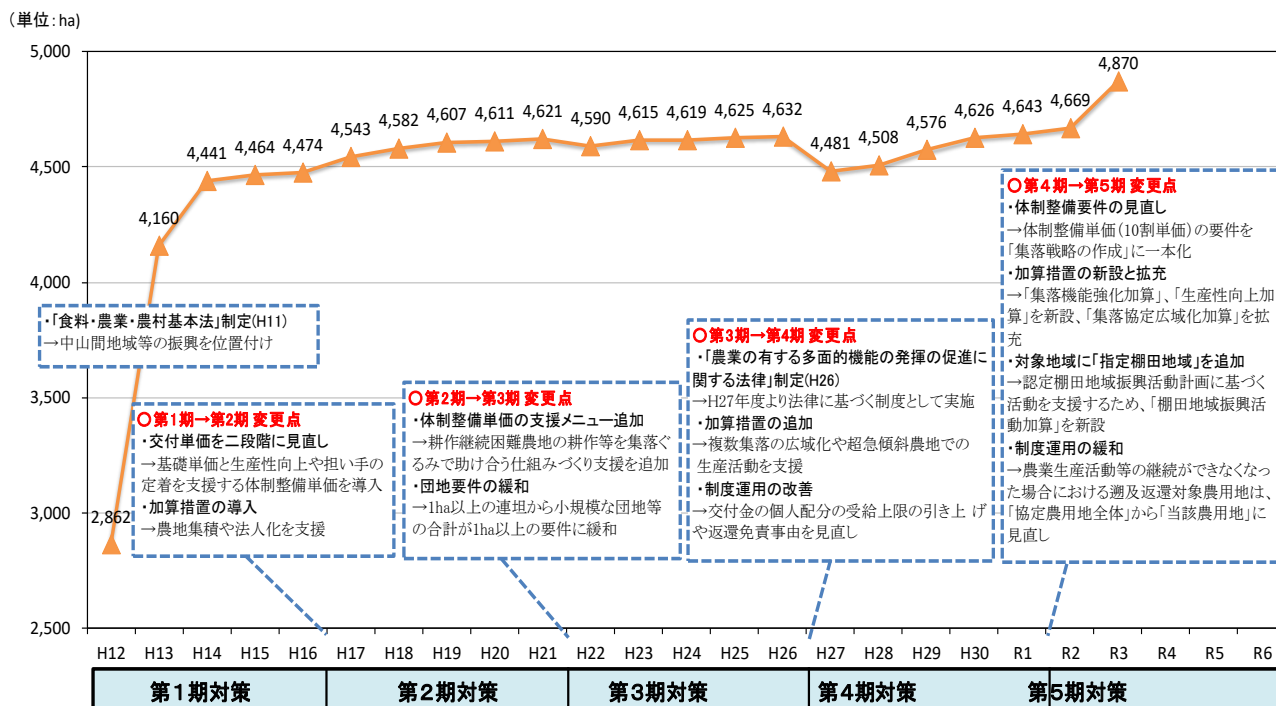 （単位：ha）
5,000
4,500
4,000
3,500
3,000
2,500
2,862
4,160
4,441
4,464
4,474
4,543
4,582
4,607
4,611
4,621
4,590
4,615
4,619
4,625
4,632
4,481
4,508
4,576
4,626
4,643
4,669
4,870
・「食料・農業・農村基本法」制定(H11)
→中山間地域等の振興を位置付け
〇第１期→第２期 変更点
・交付単価を二段階に見直し
→基礎単価と生産性向上や担い手の
定着を支援する体制整備単価を導入
・加算措置の導入
→農地集積や法人化を支援
〇第２期→第３期 変更点
・体制整備単価の支援メニュー追加
→耕作継続困難農地の耕作等を集落ぐ
るみで助け合う仕組みづくり支援を追加
・団地要件の緩和
→1ha以上の連坦から小規模な団地等
の合計が1ha以上の要件に緩和
〇第３期→第４期 変更点
・「農業の有する多面的機能の発揮の促進に
関する法律」制定(H26)
→H27年度より法律に基づく制度として実施
・加算措置の追加
→複数集落の広域化や超急傾斜農地での
生産活動を支援
・制度運用の改善
→交付金の個人配分の受給上限の引き上 げ
や返還免責事由を見直し
〇第４期→第５期 変更点
・体制整備要件の見直し
→体制整備単価（10割単価）の要件を
「集落戦略の作成」に一本化
・加算措置の新設と拡充
→「集落機能強化加算」、「生産性向上加
算」を新設、「集落協定広域化加算」を拡
充
・対象地域に「指定棚田地域」を追加
→認定棚田地域振興活動計画に基づく
活動を支援するため、「棚田地域振興活
動加算」を新設
・制度運用の緩和
→農業生産活動等の継続ができなくなっ
た場合における遡及返還対象農用地は、
「協定農用地全体」から「当該農用地」に
見直し
H12 H13 H14 H15 H16 H17 H18 H19 H20 H21 H22 H23 H24 H25 H26 H27 H28 H29 H30 R1 R2 R3 R4 R5 R6
第１期対策 第２期対策 第３期対策 第４期対策 第５期対策